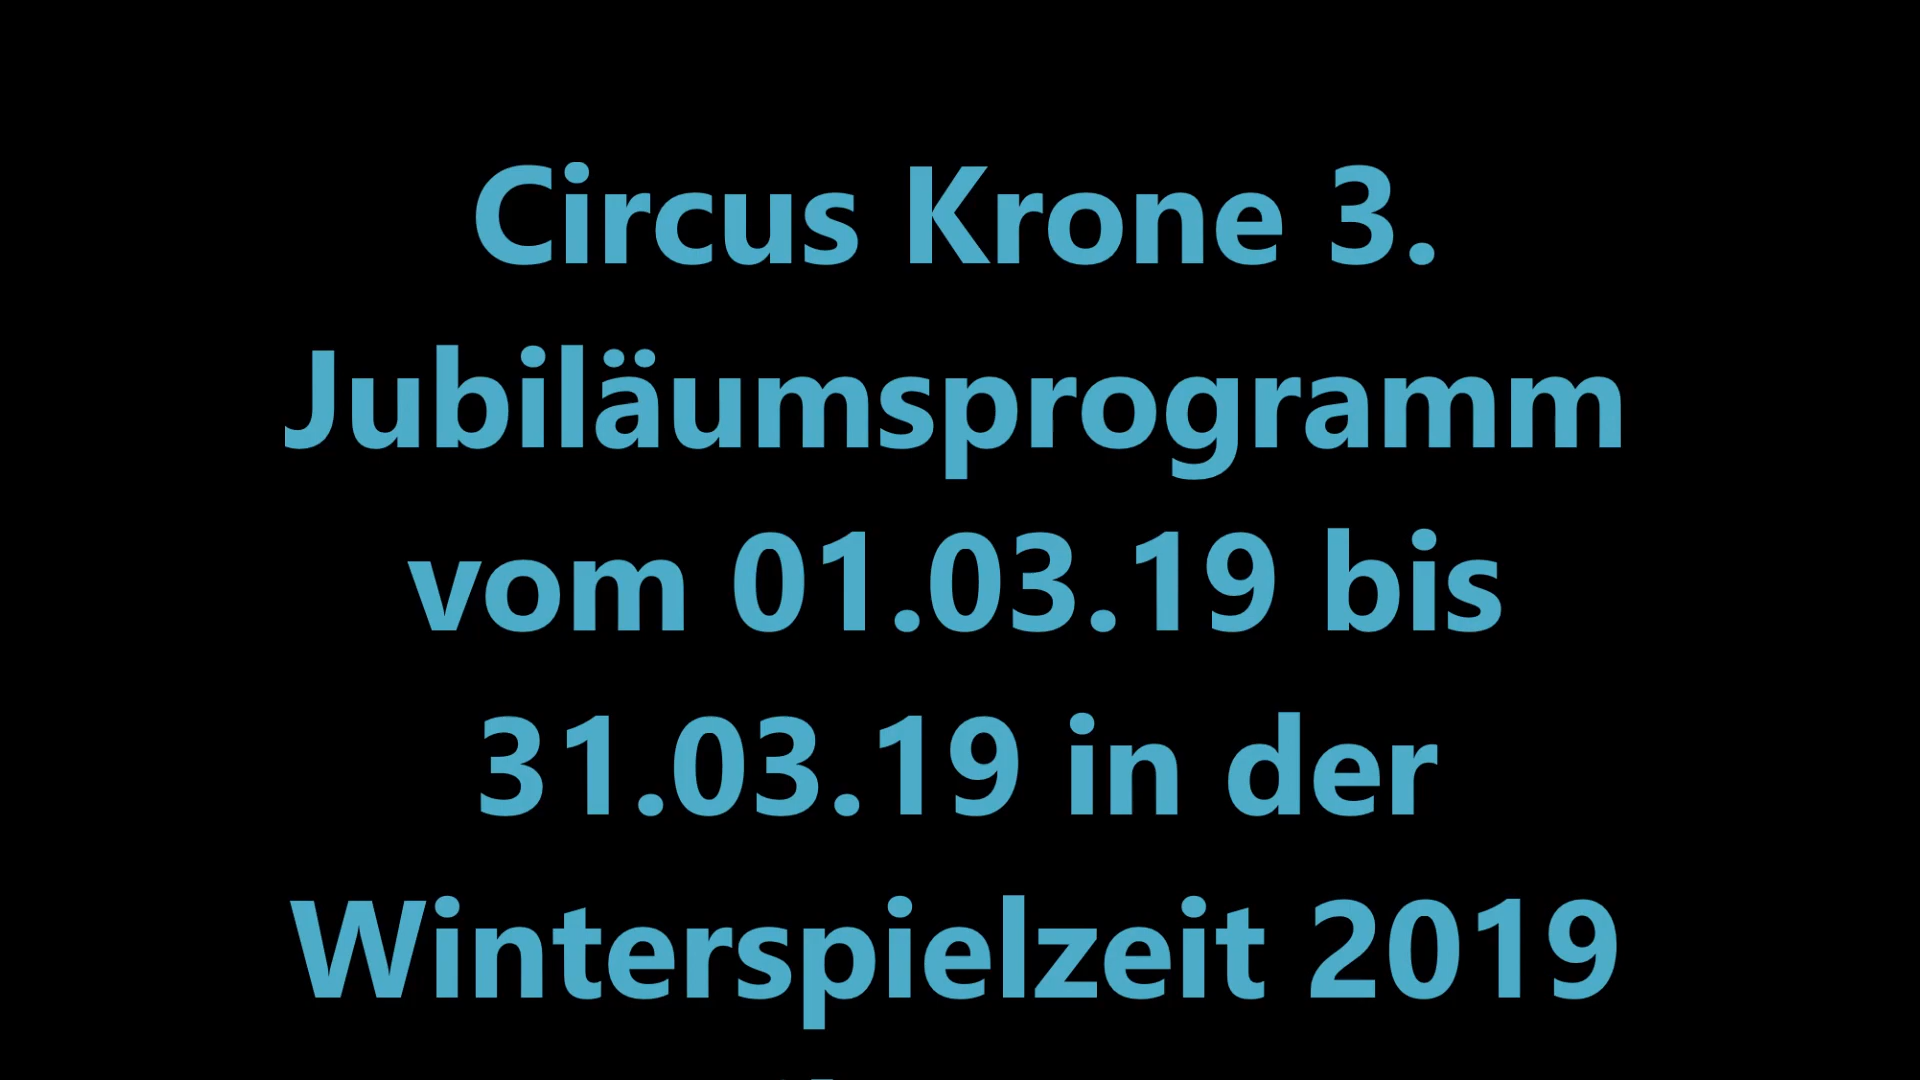 Circus Krone 3.
Jubiläumsprogramm
vom 01.03.19 bis
31.03.19 in der
Winterspielzeit 2019